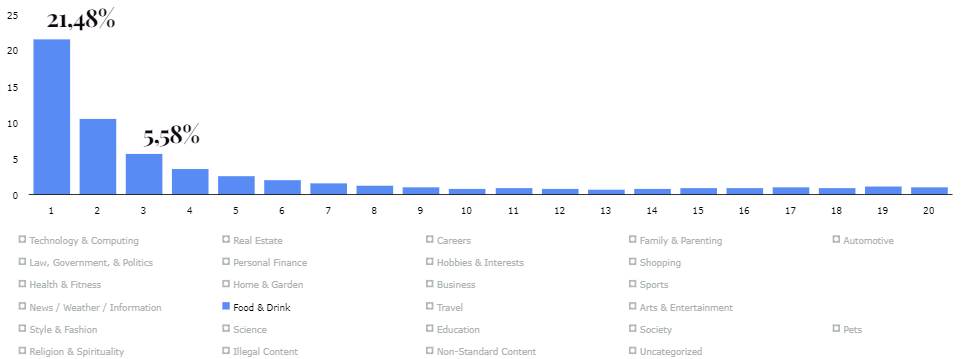 25
21,48%
20
15
10
5,58%
5
0
1 2 3 4 5 6 7 8 9 10 11 12 13 14 15 16 17 18 19 20
Technology & Computing Real Estate Careers Family & Parenting Automotive
Law, Government, & Politics Personal Finance Hobbies & Interests Shopping
Health & Fitness Home & Garden Business Sports
News / Weather / Information Food & Drink Travel Arts & Entertainment
Style & Fashion Science Education Society Pets
Religion & Spirituality Illegal Content Non-Standard Content Uncategorized